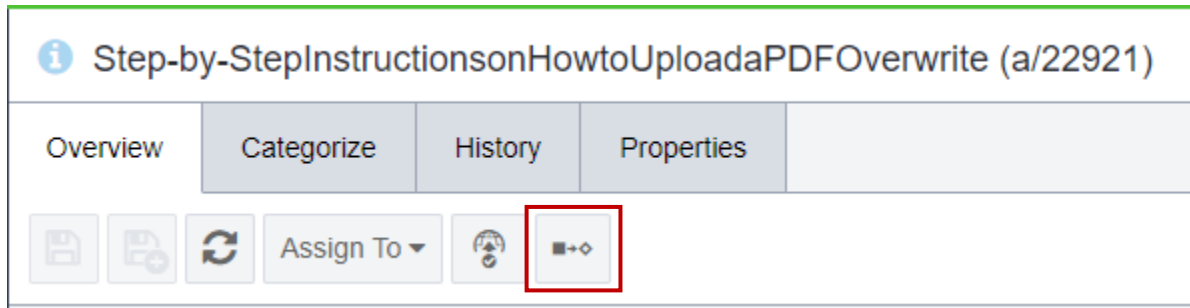 Step-by-StepInstructionsonHowtoUploadaPDFOverwrite (a/22921)
Overview Categorize History Properties
Assign To